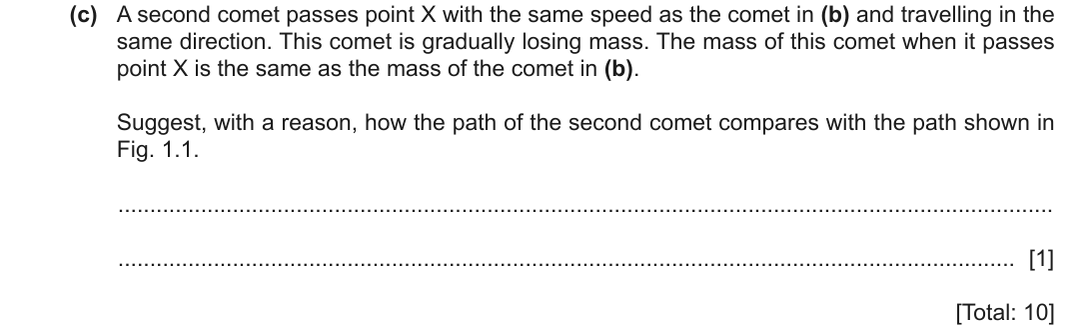 (c) A second comet passes point X with the same speed as the comet in (b) and travelling in the
same direction. This comet is gradually losing mass. The mass of this comet when it passes
point X is the same as the mass of the comet in (b).
Suggest, with a reason, how the path of the second comet compares with the path shown in
Fig. 1.1.
[1]
[Total: 10]